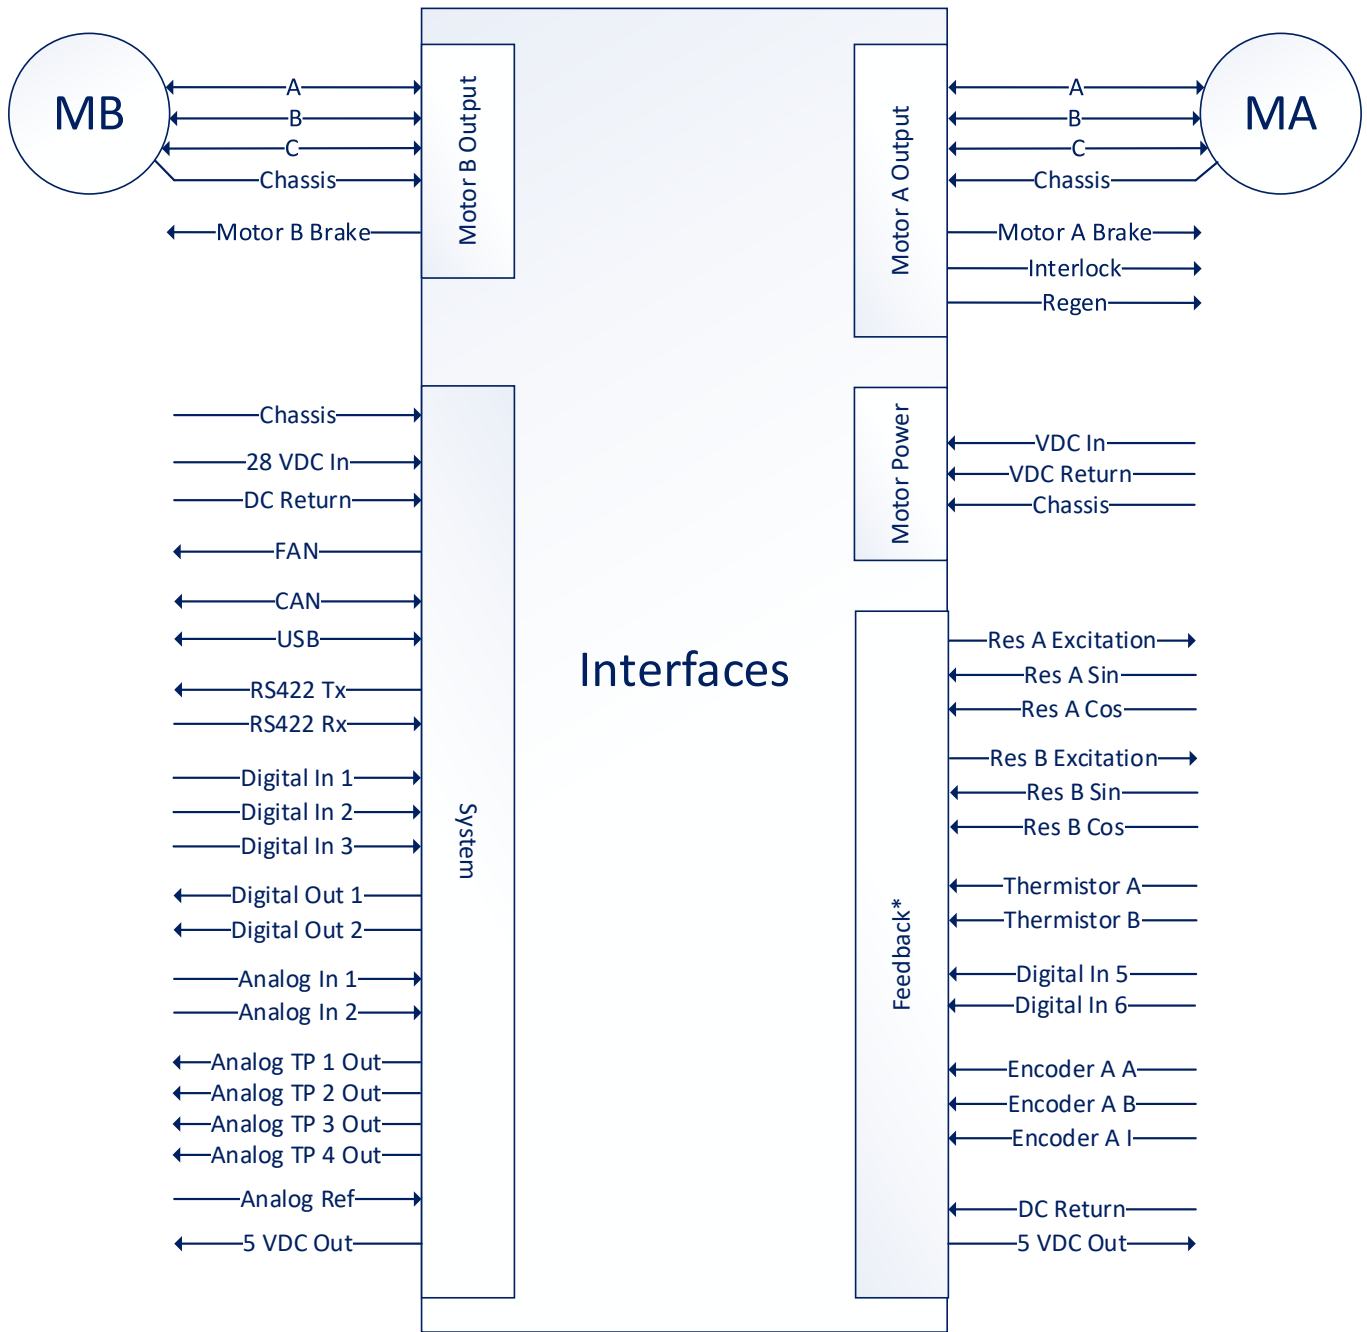 MB
A
B
C
Chassis
Motor B Brake
Motor B Output
Motor A Output
A
B
C
Chassis
Motor A Brake
Interlock
Regen
MA
Chassis
28 VDC In
DC Return
FAN
CAN
USB
RS422 Tx
RS422 Rx
Digital In 1
Digital In 2
Digital In 3
Digital Out 1
Digital Out 2
Analog In 1
Analog In 2
Analog TP 1 Out
Analog TP 2 Out
Analog TP 3 Out
Analog TP 4 Out
Analog Ref
5 VDC Out
System
Interfaces
Motor Power
VDC In
VDC Return
Chassis
Feedback*
Res A Excitation
Res A Sin
Res A Cos
Res B Excitation
Res B Sin
Res B Cos
Thermistor A
Thermistor B
Digital In 5
Digital In 6
Encoder A A
Encoder A B
Encoder A I
DC Return
5 VDC Out